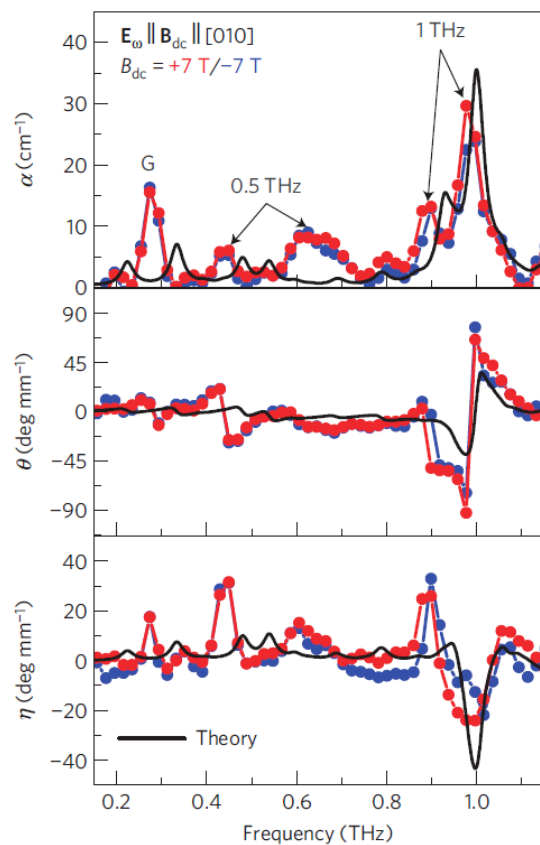 E_ω ∥ B_dc ∥ [010]
B_dc = +7 T/−7 T
1 THz
G
0.5 THz
α (cm⁻¹)
40
30
20
10
0
θ (deg mm⁻¹)
90
45
0
−45
−90
η (deg mm⁻¹)
40
20
0
−20
−40
Theory
0.2 0.4 0.6 0.8 1.0
Frequency (THz)